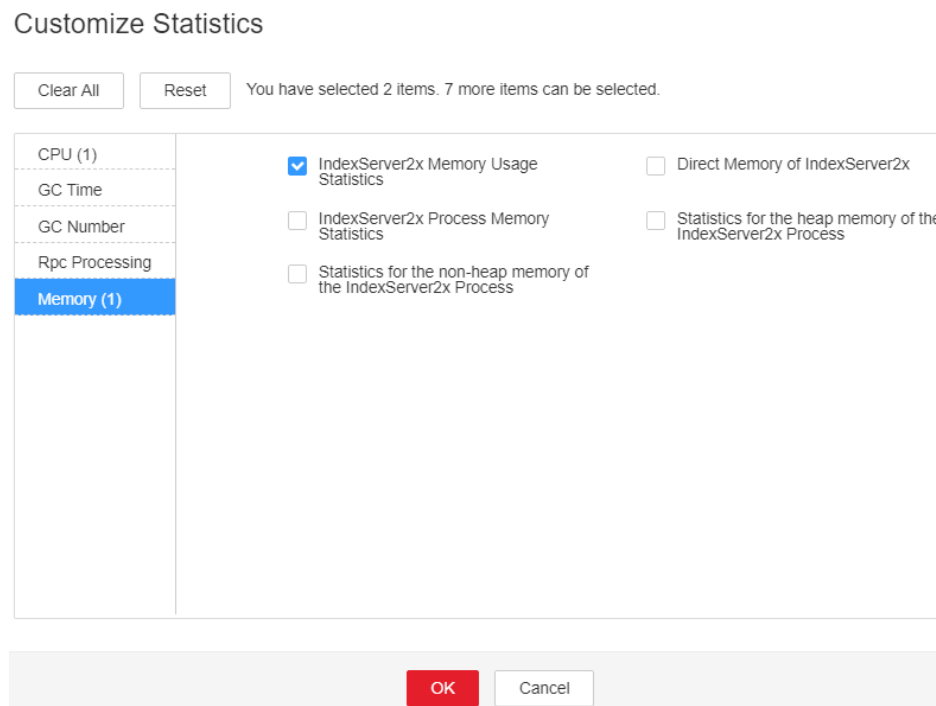 Customize Statistics
Clear All
Reset
You have selected 2 items. 7 more items can be selected.
CPU (1)
GC Time
GC Number
Rpc Processing
Memory (1)
IndexServer2x Memory Usage
Statistics
Direct Memory of IndexServer2x
IndexServer2x Process Memory
Statistics
Statistics for the heap memory of the
IndexServer2x Process
Statistics for the non-heap memory of
the IndexServer2x Process
OK
Cancel